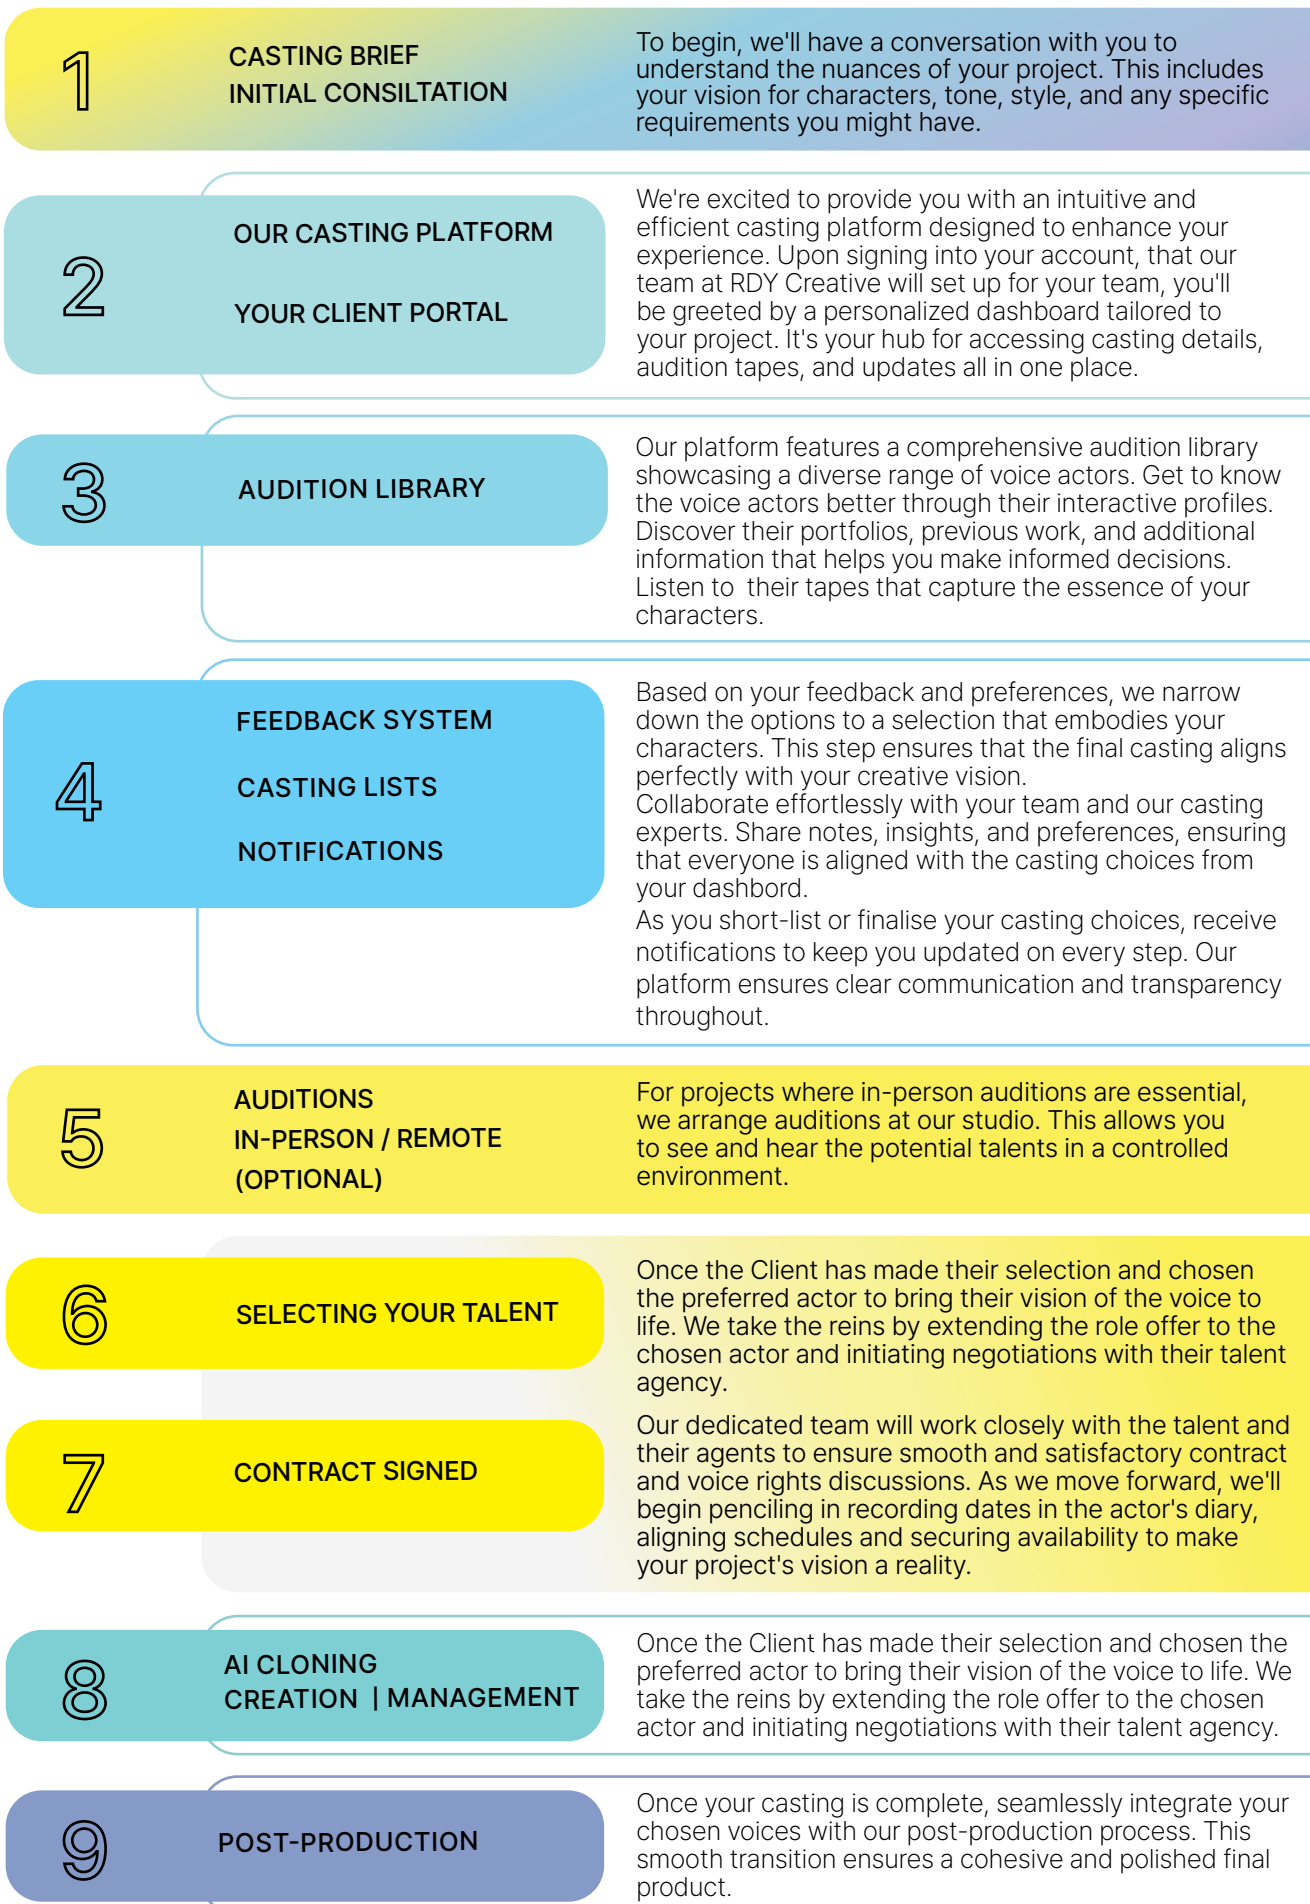 1
CASTING BRIEF
INITIAL CONSILTATION
To begin, we'll have a conversation with you to
understand the nuances of your project. This includes
your vision for characters, tone, style, and any specific
requirements you might have.
2
OUR CASTING PLATFORM
YOUR CLIENT PORTAL
We're excited to provide you with an intuitive and
efficient casting platform designed to enhance your
experience. Upon signing into your account, that our
team at RDY Creative will set up for your team, you'll
be greeted by a personalized dashboard tailored to
your project. It's your hub for accessing casting details,
audition tapes, and updates all in one place.
3
AUDITION LIBRARY
Our platform features a comprehensive audition library
showcasing a diverse range of voice actors. Get to know
the voice actors better through their interactive profiles.
Discover their portfolios, previous work, and additional
information that helps you make informed decisions.
Listen to  their tapes that capture the essence of your
characters.
4
FEEDBACK SYSTEM
CASTING LISTS
NOTIFICATIONS
Based on your feedback and preferences, we narrow
down the options to a selection that embodies your
characters. This step ensures that the final casting aligns
perfectly with your creative vision.
Collaborate effortlessly with your team and our casting
experts. Share notes, insights, and preferences, ensuring
that everyone is aligned with the casting choices from
your dashbord.
As you short-list or finalise your casting choices, receive
notifications to keep you updated on every step. Our
platform ensures clear communication and transparency
throughout.
5
AUDITIONS
IN-PERSON / REMOTE
(OPTIONAL)
For projects where in-person auditions are essential,
we arrange auditions at our studio. This allows you
to see and hear the potential talents in a controlled
environment.
6
SELECTING YOUR TALENT
Once the Client has made their selection and chosen
the preferred actor to bring their vision of the voice to
life. We take the reins by extending the role offer to the
chosen actor and initiating negotiations with their talent
agency.
7
CONTRACT SIGNED
Our dedicated team will work closely with the talent and
their agents to ensure smooth and satisfactory contract
and voice rights discussions. As we move forward, we'll
begin penciling in recording dates in the actor's diary,
aligning schedules and securing availability to make
your project's vision a reality.
8
AI CLONING
CREATION | MANAGEMENT
Once the Client has made their selection and chosen the
preferred actor to bring their vision of the voice to life. We
take the reins by extending the role offer to the chosen
actor and initiating negotiations with their talent agency.
9
POST-PRODUCTION
Once your casting is complete, seamlessly integrate your
chosen voices with our post-production process. This
smooth transition ensures a cohesive and polished final
product.